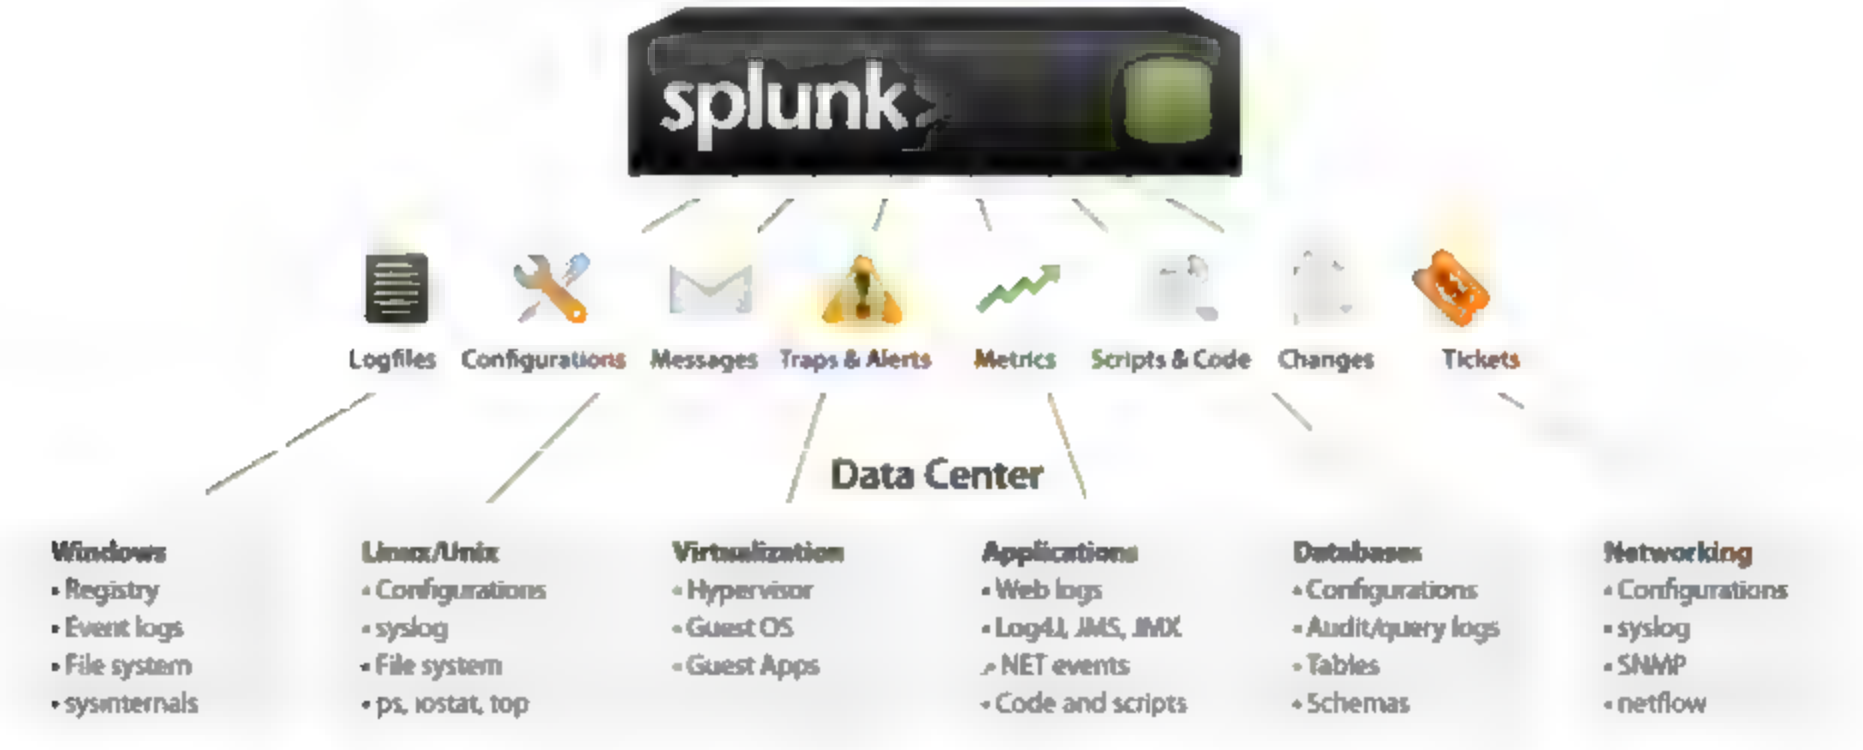 splunk>
Logfiles Configurations Messages Traps & Alerts Metrics Scripts & Code Changes Tickets
Data Center
Windows
• Registry
• Event logs
• File system
• sysinternals
Linux/Unix
• Configurations
• syslog
• File system
• ps, iostat, top
Virtualization
• Hypervisor
• Guest OS
• Guest Apps
Applications
• Web logs
• Log4J, JMS, JMX
• .NET events
• Code and scripts
Databases
• Configurations
• Audit/query logs
• Tables
• Schemas
Networking
• Configurations
• syslog
• SNMP
• netflow